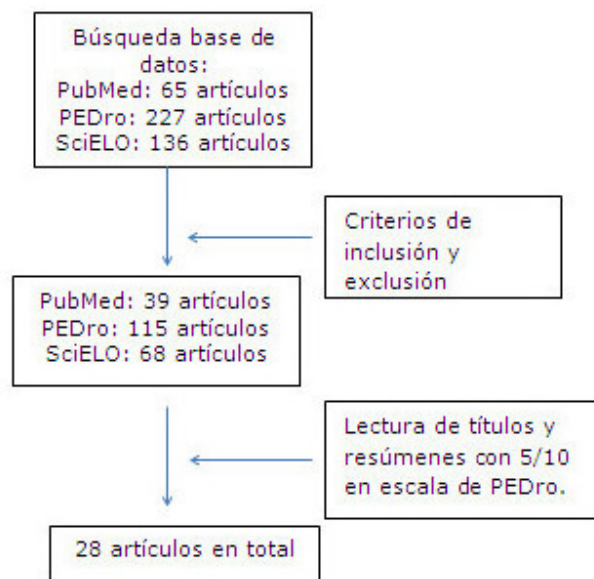 Búsqueda base de
datos:
PubMed: 65 artículos
PEDro: 227 artículos
SciELO: 136 artículos
Criterios de
inclusión y
exclusión
PubMed: 39 artículos
PEDro: 115 artículos
SciELO: 68 artículos
Lectura de títulos y
resúmenes con 5/10
en escala de PEDro.
28 artículos en total